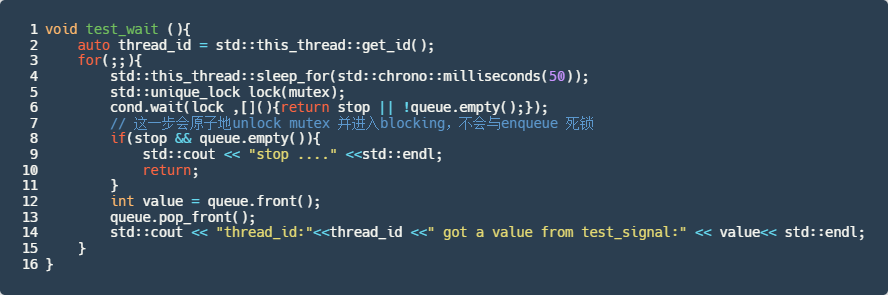 1 void test_wait (){
2     auto thread_id = std::this_thread::get_id();
3     for(;;){
4         std::this_thread::sleep_for(std::chrono::milliseconds(50));
5         std::unique_lock lock(mutex);
6         cond.wait(lock ,[](){return stop || !queue.empty();});
7         // 这一步会原子地unlock mutex 并进入blocking, 不会与enqueue 死锁
8         if(stop && queue.empty()){
9             std::cout << "stop ...." <<std::endl;
10             return;
11         }
12         int value = queue.front();
13         queue.pop_front();
14         std::cout << "thread_id:"<<thread_id <<" got a value from test_signal:" << value<< std::endl;
15     }
16 }